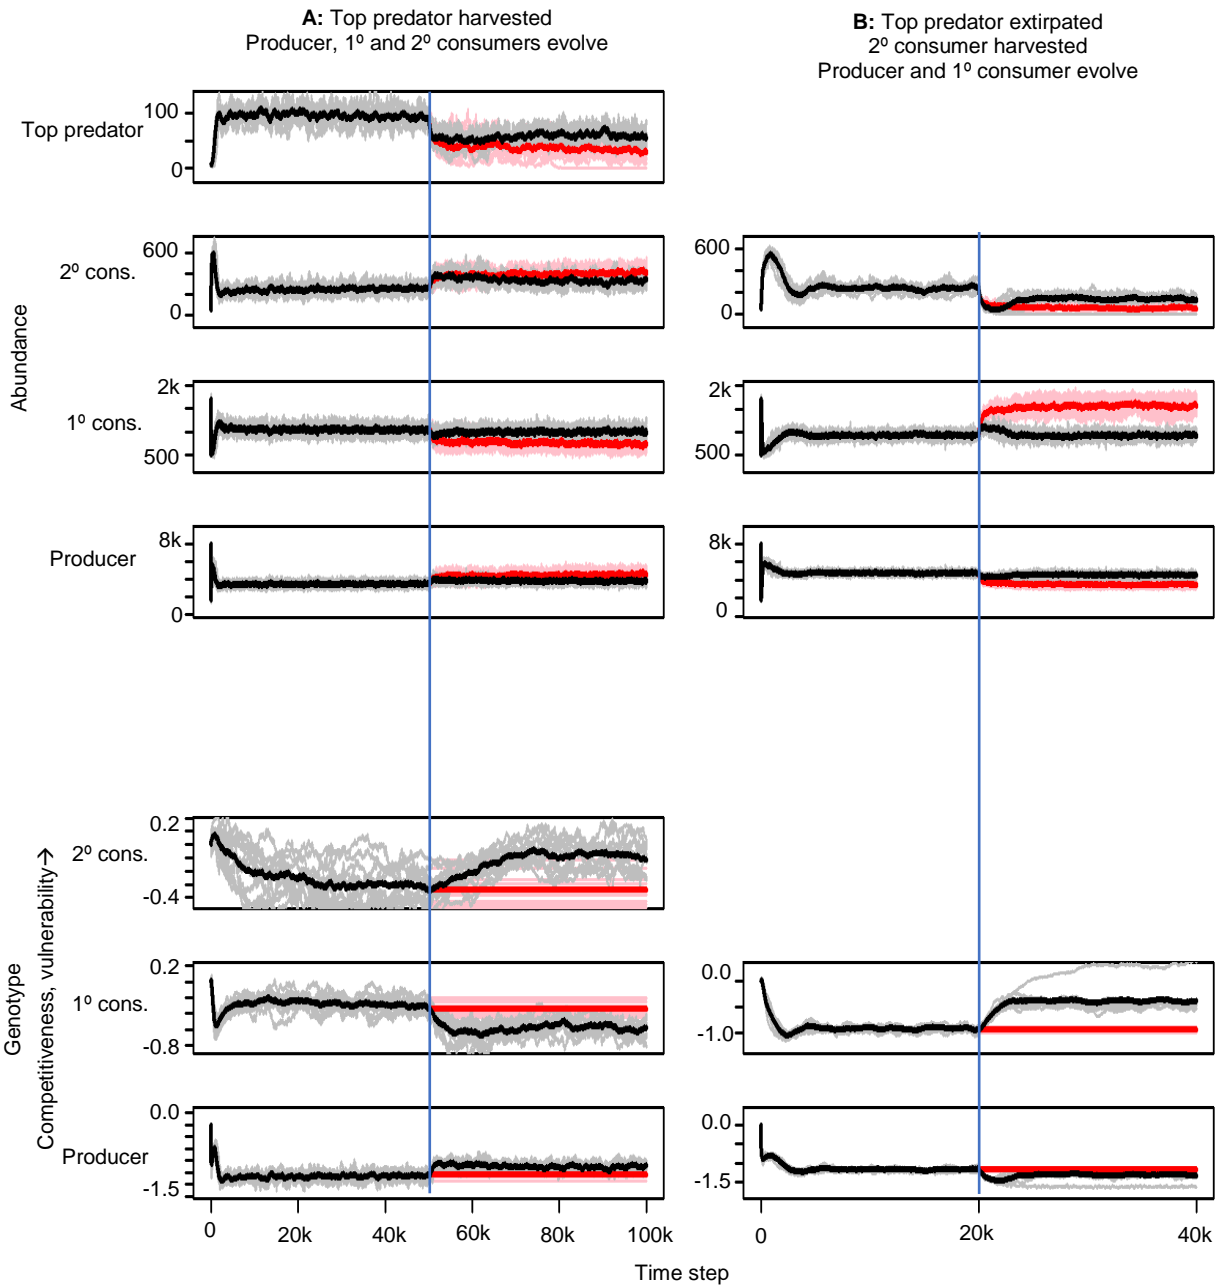 A: Top predator harvested
Producer, 1º and 2º consumers evolve
B: Top predator extirpated
2º consumer harvested
Producer and 1º consumer evolve
Top predator
100
0
2º cons.
600
0
600
0
1º cons.
2k
500
2k
500
Producer
8k
0
8k
0
Abundance
2º cons.
0.2
-0.4
1º cons.
0.2
-0.8
0.0
-1.0
Producer
0.0
-1.5
0.0
-1.5
Genotype
Competitiveness, vulnerability→
0 20k 40k 60k 80k 100k
0 20k 40k
Time step